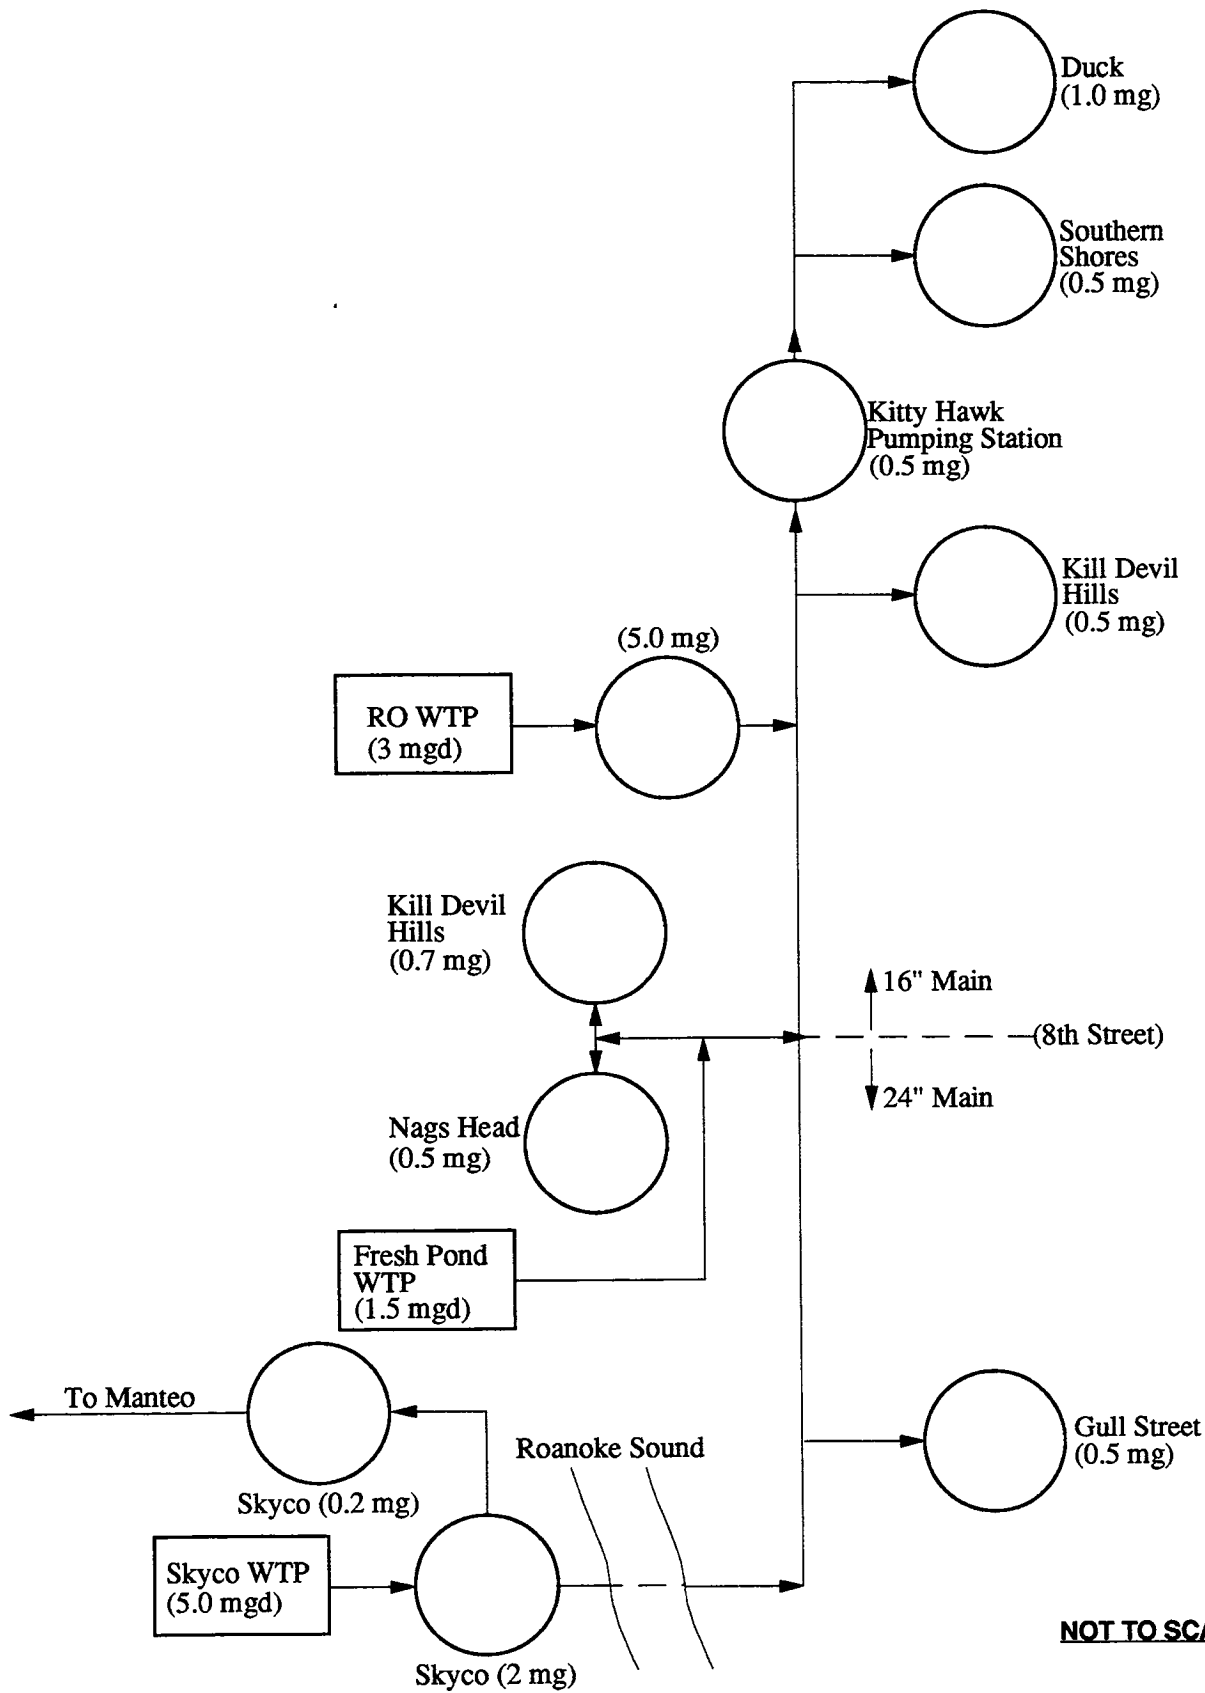 Duck
(1.0 mg)
Southern
Shores
(0.5 mg)
Kitty Hawk
Pumping Station
(0.5 mg)
Kill Devil
Hills
(0.5 mg)
(5.0 mg)
RO WTP
(3 mgd)
Kill Devil
Hills
(0.7 mg)
16" Main
(8th Street)
24" Main
Nags Head
(0.5 mg)
Fresh Pond
WTP
(1.5 mgd)
To Manteo
Roanoke Sound
Gull Street
(0.5 mg)
Skyco (0.2 mg)
Skyco WTP
(5.0 mgd)
Skyco (2 mg)
NOT TO SCA